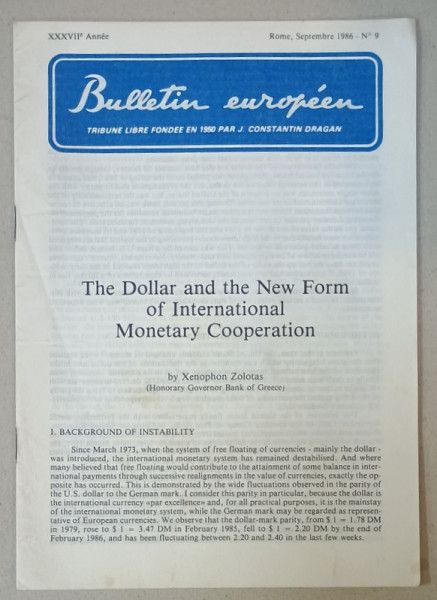 XXXVIIe Année Rome, Septembre 1986 - N° 9
Bulletin européen
TRIBUNE LIBRE FONDEE EN 1950 PAR J. CONSTANTIN DRAGAN
The Dollar and the New Form
of International
Monetary Cooperation
by Xenophon Zolotas
(Honorary Governor Bank of Greece)
I. BACKGROUND OF INSTABILITY
Since March 1973, when the system of free floating of currencies - mainly the dollar -
was introduced, the international monetary system has remained destabilised. And where
many believed that free floating would contribute to the attainment of some balance in inter-
national payments through successive realignments in the value of currencies, exactly the op-
posite has occurred. This is demonstrated by the wide fluctuations observed in the parity of
the U.S. dollar to the German mark. I consider this parity in particular, because the dollar is
the international currency «par excellence» and, for all practical purposes, it is the mainstay
of the international monetary system, while the German mark may be regarded as represen-
tative of European currencies. We observe that the dollar-mark parity, from $ 1 = 1.78 DM
in 1979, rose to $ 1 = 3.47 DM in February 1985, fell to $ 1 = 2.20 DM by the end of
February 1986, and has been fluctuating between 2.20 and 2.40 in the last few weeks.